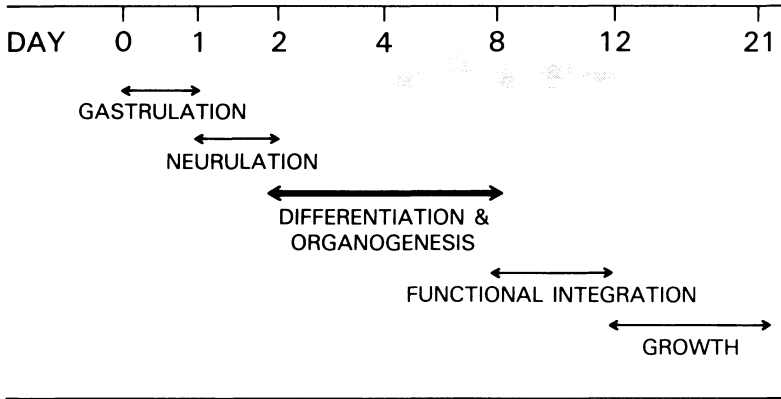 DAY 0 1 2 4 8 12 21
GASTRULATION
NEURULATION
DIFFERENTIATION &
ORGANOGENESIS
FUNCTIONAL INTEGRATION
GROWTH